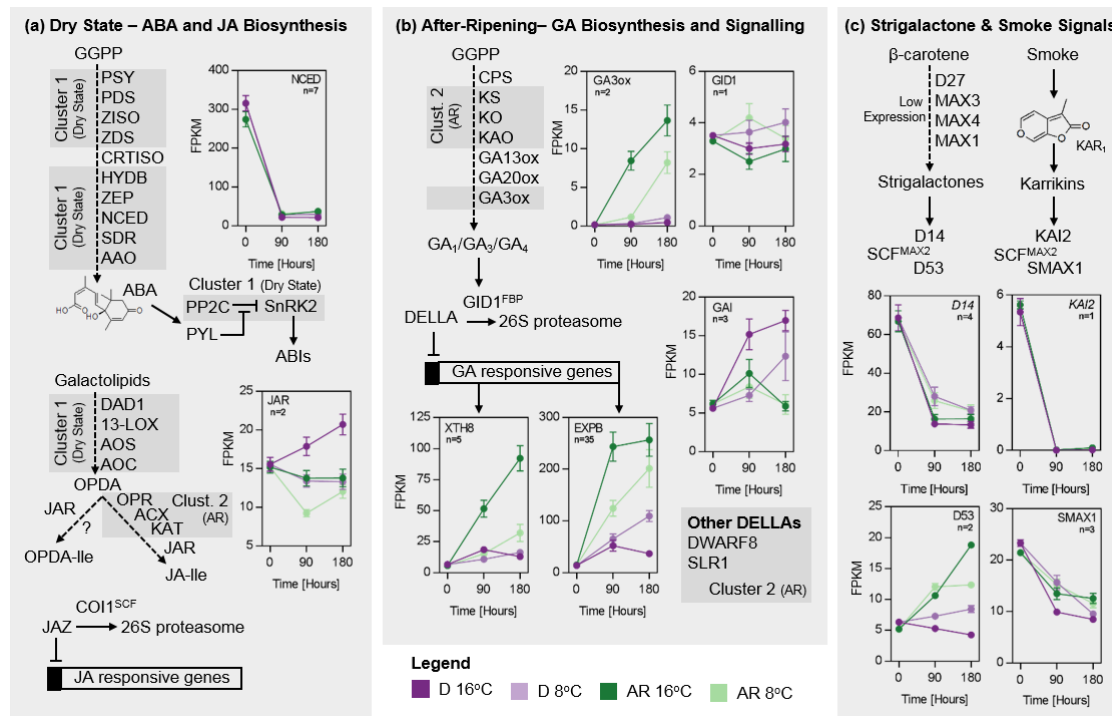 (a) Dry State – ABA and JA Biosynthesis
GGPP
Cluster 1
(Dry State)
PSY
PDS
ZISO
ZDS
CRTISO
Cluster 1
(Dry State)
HYDB
ZEP
NCED
SDR
AAO
NCED
n=7
FPKM
400
300
200
100
0
0 90 180
Time [Hours]
O
HO
HO
O
ABA
Cluster 1 (Dry State)
PP2C
SnRK2
PYL
ABIs
Galactolipids
Cluster 1
(Dry State)
DAD1
13-LOX
AOS
AOC
OPDA
JAR
?
OPDA-Ile
OPR
ACX
KAT
Clust. 2
(AR)
JAR
JA-Ile
JAR
n=2
FPKM
25
20
15
10
5
0
0 90 180
Time [Hours]
COI1SCF
JAZ
26S proteasome
JA responsive genes
(b) After-Ripening– GA Biosynthesis and Signalling
GGPP
Clust. 2
(AR)
CPS
KS
KO
KAO
GA13ox
GA20ox
GA3ox
GA1/GA3/GA4
GA3ox
n=2
FPKM
20
15
10
5
0
0 90 180
Time [Hours]
GID1
n=1
6
4
2
0
0 90 180
Time [Hours]
GID1FBP
DELLA
26S proteasome
GA responsive genes
GAI
n=3
FPKM
20
15
10
5
0
0 90 180
Time [Hours]
XTH8
n=5
FPKM
125
100
75
50
25
0
0 90 180
Time [Hours]
EXPB
n=35
300
200
100
0
0 90 180
Time [Hours]
Other DELLAs
DWARF8
SLR1
Cluster 2 (AR)
Legend
D 16oC
D 8oC
AR 16oC
AR 8oC
(c) Strigalactone & Smoke Signals
β-carotene
Low
Expression
D27
MAX3
MAX4
MAX1
Strigalactones
D14
SCFMAX2
D53
Smoke
O
O
O
KAR1
Karrikins
KAI2
SCFMAX2
SMAX1
D14
n=4
FPKM
80
60
40
20
0
0 90 180
KAI2
n=1
6
4
2
0
0 90 180
D53
n=2
FPKM
25
20
15
10
5
0
0 90 180
Time [Hours]
SMAX1
n=3
30
20
10
0
0 90 180
Time [Hours]